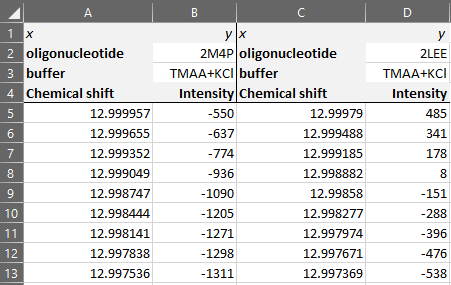 A B C D
1 x y x y
2 oligonucleotide 2M4P oligonucleotide 2LEE
3 buffer TMAA+KCl buffer TMAA+KCl
4 Chemical shift Intensity Chemical shift Intensity
5 12.999957 -550 12.99979 485
6 12.999655 -637 12.999488 341
7 12.999352 -774 12.999185 178
8 12.999049 -936 12.998882 8
9 12.998747 -1090 12.99858 -151
10 12.998444 -1205 12.998277 -288
11 12.998141 -1271 12.997974 -396
12 12.997838 -1298 12.997671 -476
13 12.997536 -1311 12.997369 -538